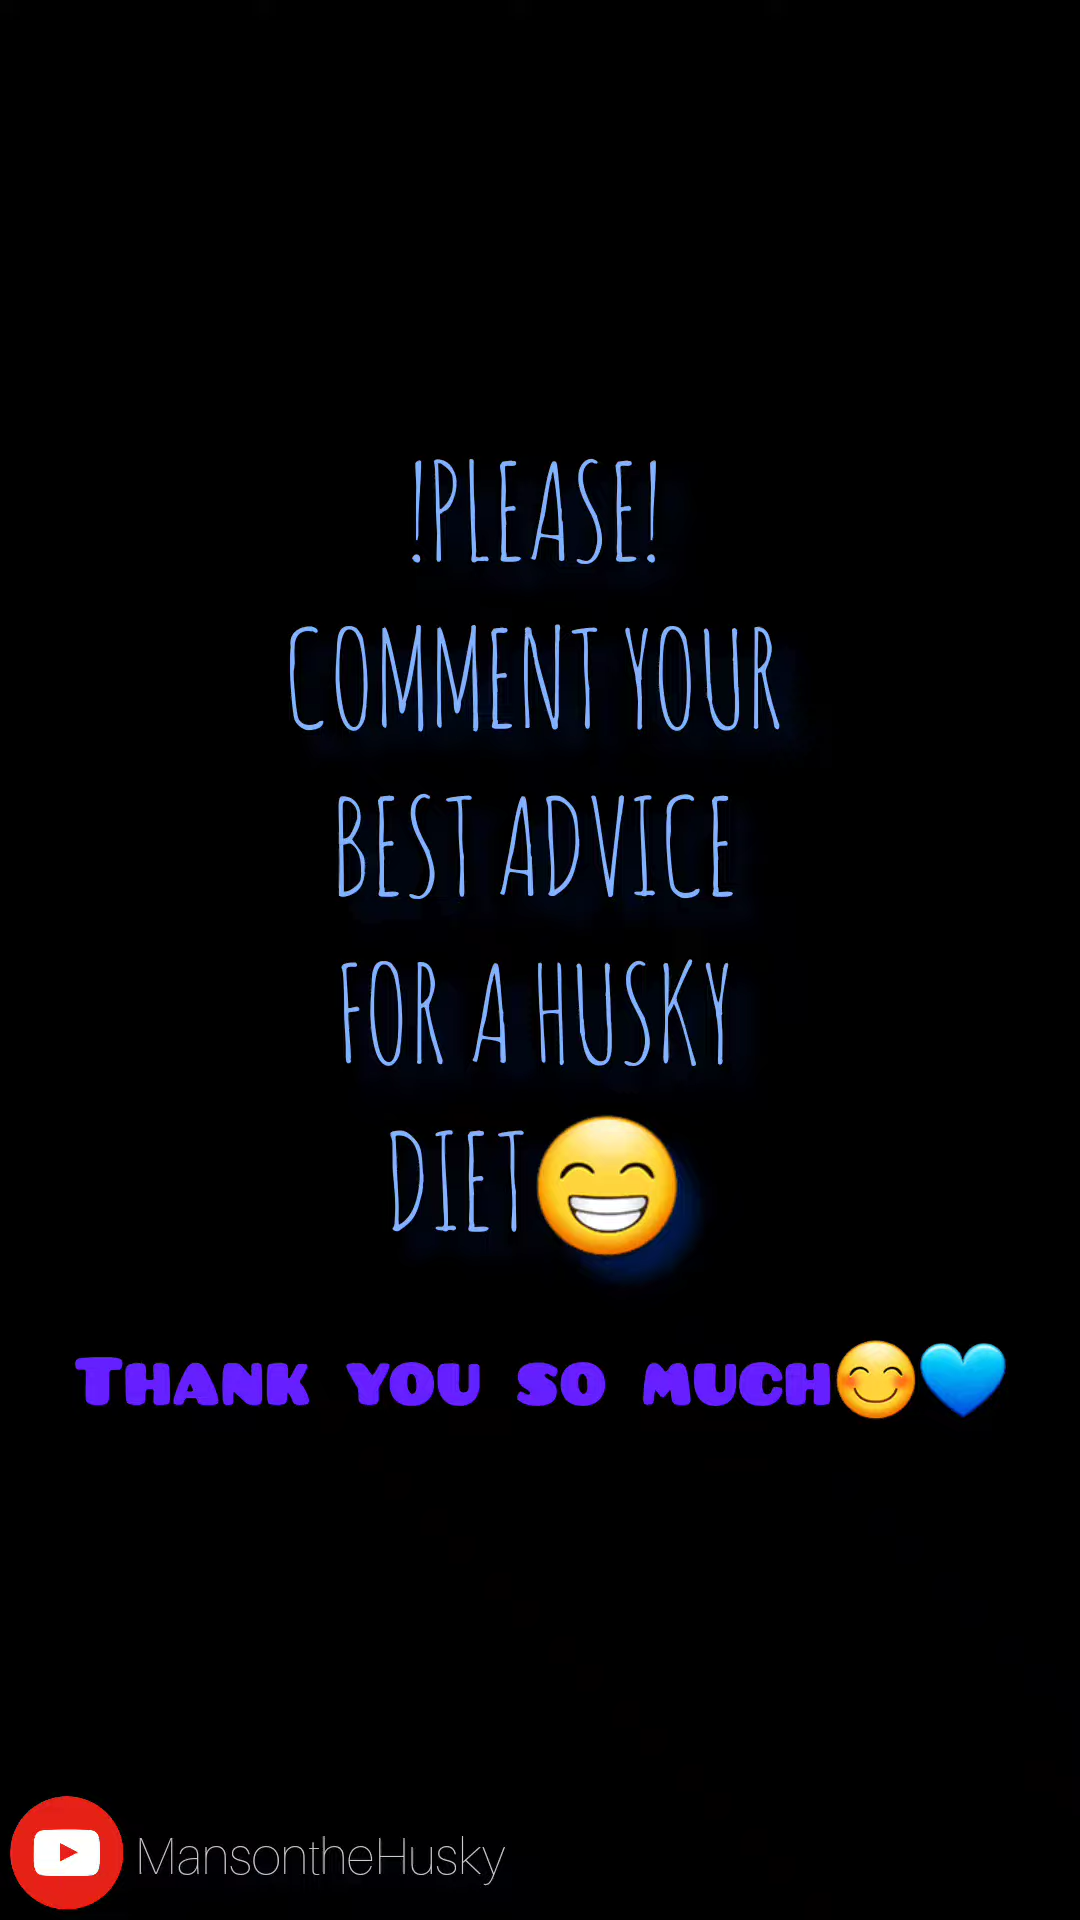 !PLEASE!
COMMENT YOUR
BEST ADVICE
FOR A HUSKY
DIET😁
THANK YOU SO MUCH😊💙
MansontheHusky